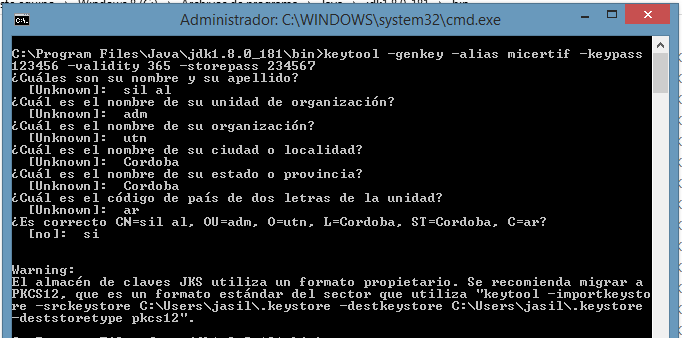 Administrador: C:\WINDOWS\system32\cmd.exe
C:\Program Files\Java\jdk1.8.0_181\bin>keytool -genkey -alias micertif -keypass
123456 -validity 365 -storepass 234567
¿Cuáles son su nombre y su apellido?
[Unknown]: sil al
¿Cuál es el nombre de su unidad de organización?
[Unknown]: adm
¿Cuál es el nombre de su organización?
[Unknown]: utn
¿Cuál es el nombre de su ciudad o localidad?
[Unknown]: Cordoba
¿Cuál es el nombre de su estado o provincia?
[Unknown]: Cordoba
¿Cuál es el código de país de dos letras de la unidad?
[Unknown]: ar
¿Es correcto CN=sil al, OU=adm, O=utn, L=Cordoba, ST=Cordoba, C=ar?
[no]: si
Warning:
El almacén de claves JKS utiliza un formato propietario. Se recomienda migrar a
PKCS12, que es un formato estándar del sector que utiliza "keytool -importkeysto
re -srckeystore C:\Users\jasil\.keystore -destkeystore C:\Users\jasil\.keystore
-deststoretype pkcs12".